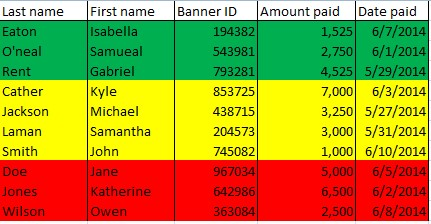 Last name First name Banner ID Amount paid Date paid
Eaton Isabella 194382 1,525 6/7/2014
O'neal Samueal 543981 2,750 6/1/2014
Rent Gabriel 793281 4,525 5/29/2014
Cather Kyle 853725 7,000 6/3/2014
Jackson Michael 438715 3,250 5/27/2014
Laman Samantha 204573 3,000 5/31/2014
Smith John 745082 1,000 6/10/2014
Doe Jane 967034 5,000 6/5/2014
Jones Katherine 642986 6,500 6/2/2014
Wilson Owen 363084 2,500 6/8/2014